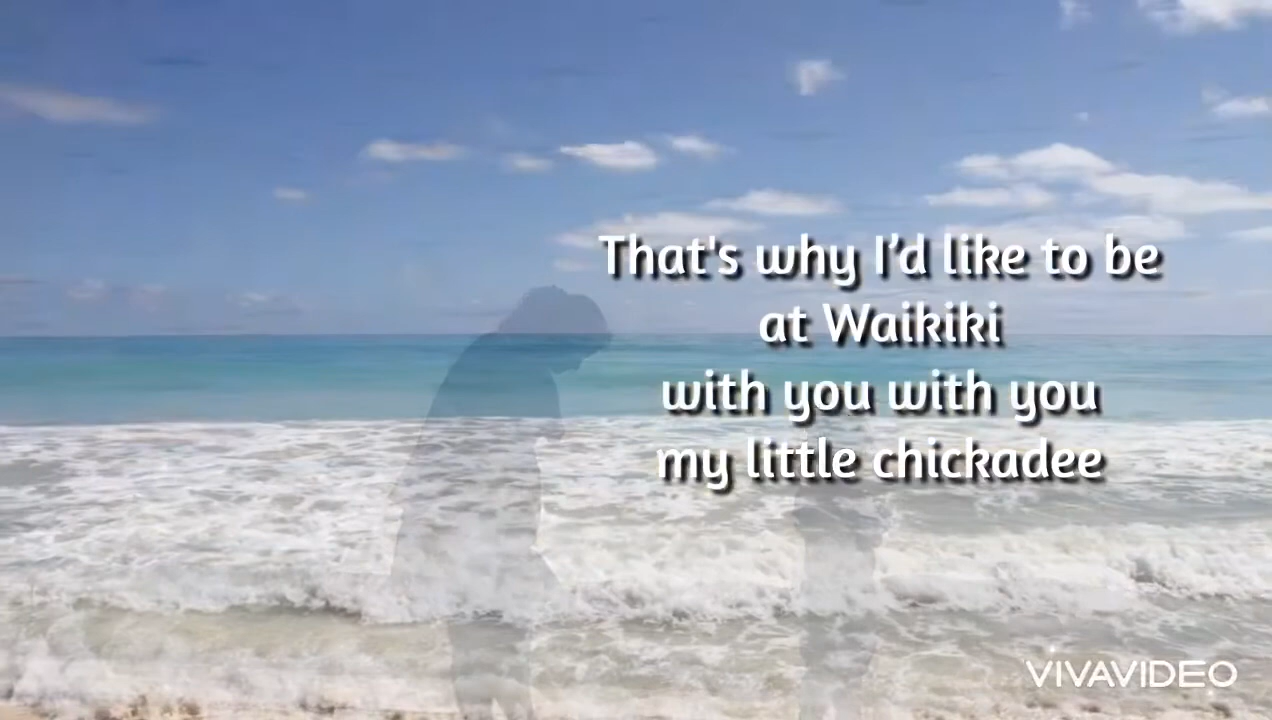 That's why I’d like to be
at Waikiki
with you with you
my little chickadee
VIVAVIDEO